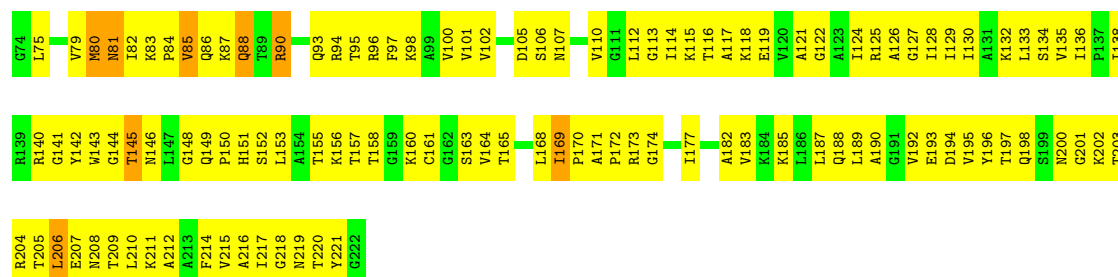 G74 L75 V79 M80 N81 I82 K83 P84 V85 Q86 K87 Q88 T89 R90 Q93 R94 T95 R96 F97 K98 A99 V100 V101 V102 D105 S106 N107 V110 G111 L112 G113 I114 K115 T116 A117 K118 E119 V120 A121 G122 A123 I124 R125 A126 G127 I128 I129 I130 A131 K132 L133 S134 V135 I136 P137 I138
R139 R140 G141 Y142 W143 G144 T145 N146 L147 G148 Q149 P150 H151 S152 L153 A154 T155 K156 T157 T158 G159 K160 C161 G162 S163 V164 T165 L168 I169 P170 A171 P172 R173 G174 I177 A182 V183 K184 K185 L186 L187 Q188 L189 A190 G191 V192 E193 D194 V195 Y196 T197 Q198 S199 N200 G201 K202 T203
R204 T205 L206 E207 N208 T209 L210 K211 A212 A213 F214 V215 A216 I217 G218 N219 T220 Y221 G222